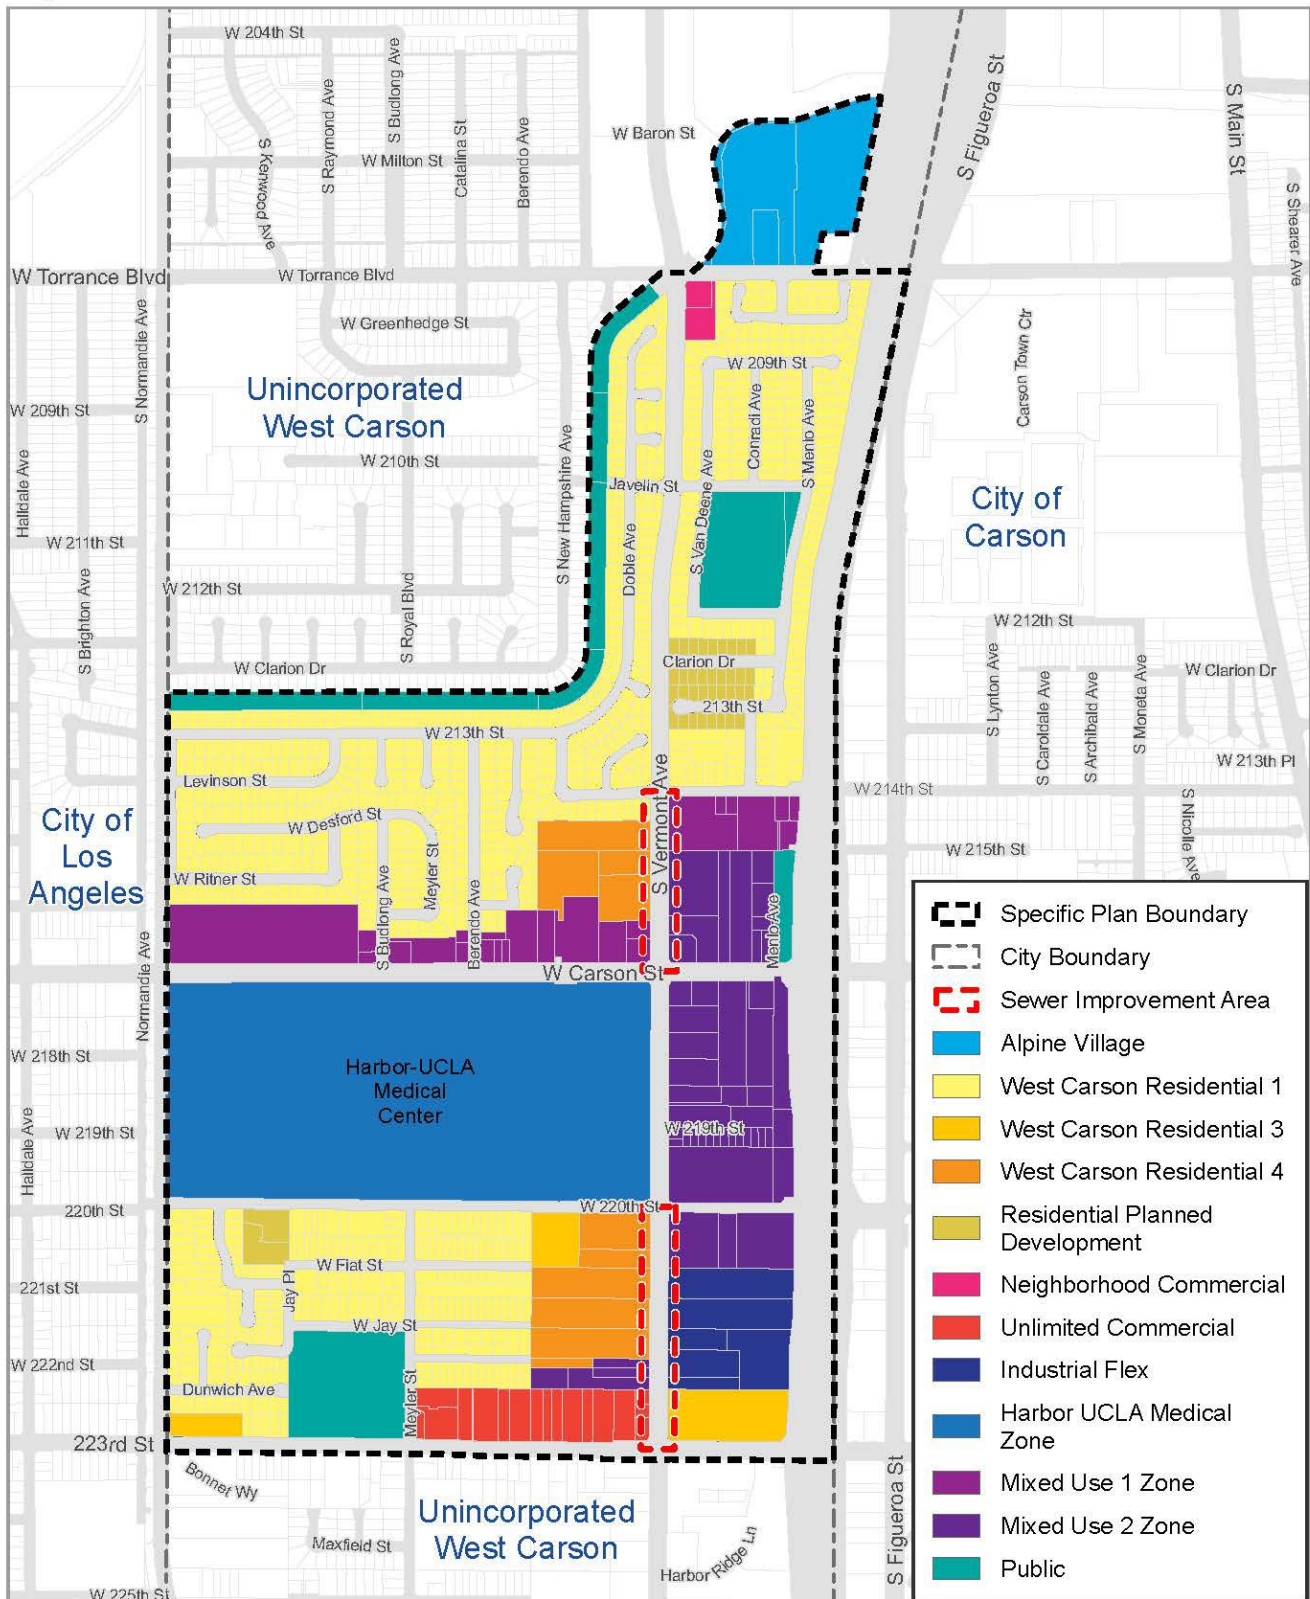 W 204th St
S Figueroa St
S Main St
S Kenwood Ave
S Raymond Ave
S Budlong Ave
Catalina St
Berendo Ave
W Baron St
W Milton St
S Shearer Ave
W Torrance Blvd
W Torrance Blvd
W Greenhedge St
S Normandie Ave
Unincorporated
West Carson
W 209th St
W 209th St
Carson Town Ctr
Conradi Ave
S Menlo Ave
W 210th St
S New Hampshire Ave
Halldale Ave
Javelin St
S Van Deene Ave
City of
Carson
W 211th St
Doble Ave
W 212th St
S Brighton Ave
S Royal Blvd
W 212th St
W Clarion Dr
Clarion Dr
W Clarion Dr
S Lynton Ave
S Caroldale Ave
S Archibald Ave
S Moneta Ave
213th St
W 213th St
W 213th Pl
Levinson St
S Vermont Ave
W 214th St
S Nicolle Ave
City of
Los
Angeles
W Desford St
W 215th St
W Ritner St
S Budlong Ave
Meyler St
Berendo Ave
Menlo Ave
Normandie Ave
W Carson St
W 218th St
Harbor-UCLA
Medical
Center
Halldale Ave
W 219th St
W 219th St
220th St
W 220th St
W Fiat St
221st St
Jay Pl
W Jay St
W 222nd St
Dunwich Ave
Meyler St
223rd St
Bonnet Wy
Unincorporated
West Carson
Maxfield St
Harbor Ridge Ln
S Figueroa St
W 225th St
Specific Plan Boundary
City Boundary
Sewer Improvement Area
Alpine Village
West Carson Residential 1
West Carson Residential 3
West Carson Residential 4
Residential Planned
Development
Neighborhood Commercial
Unlimited Commercial
Industrial Flex
Harbor UCLA Medical
Zone
Mixed Use 1 Zone
Mixed Use 2 Zone
Public